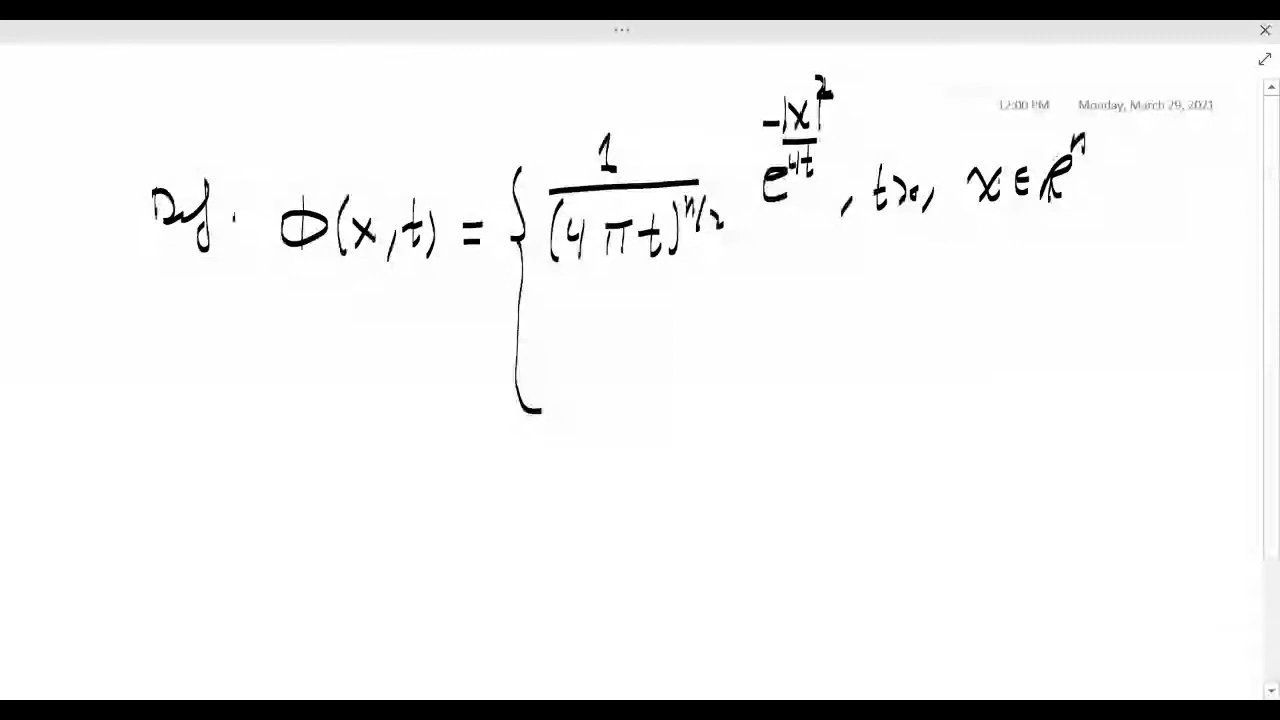 12:00 PM Monday, March 29, 2021
Def. Φ(x,t) = { 1/(4πt)^{n/2} e^{-|x|^2/4t}, t>0, x∈R^n